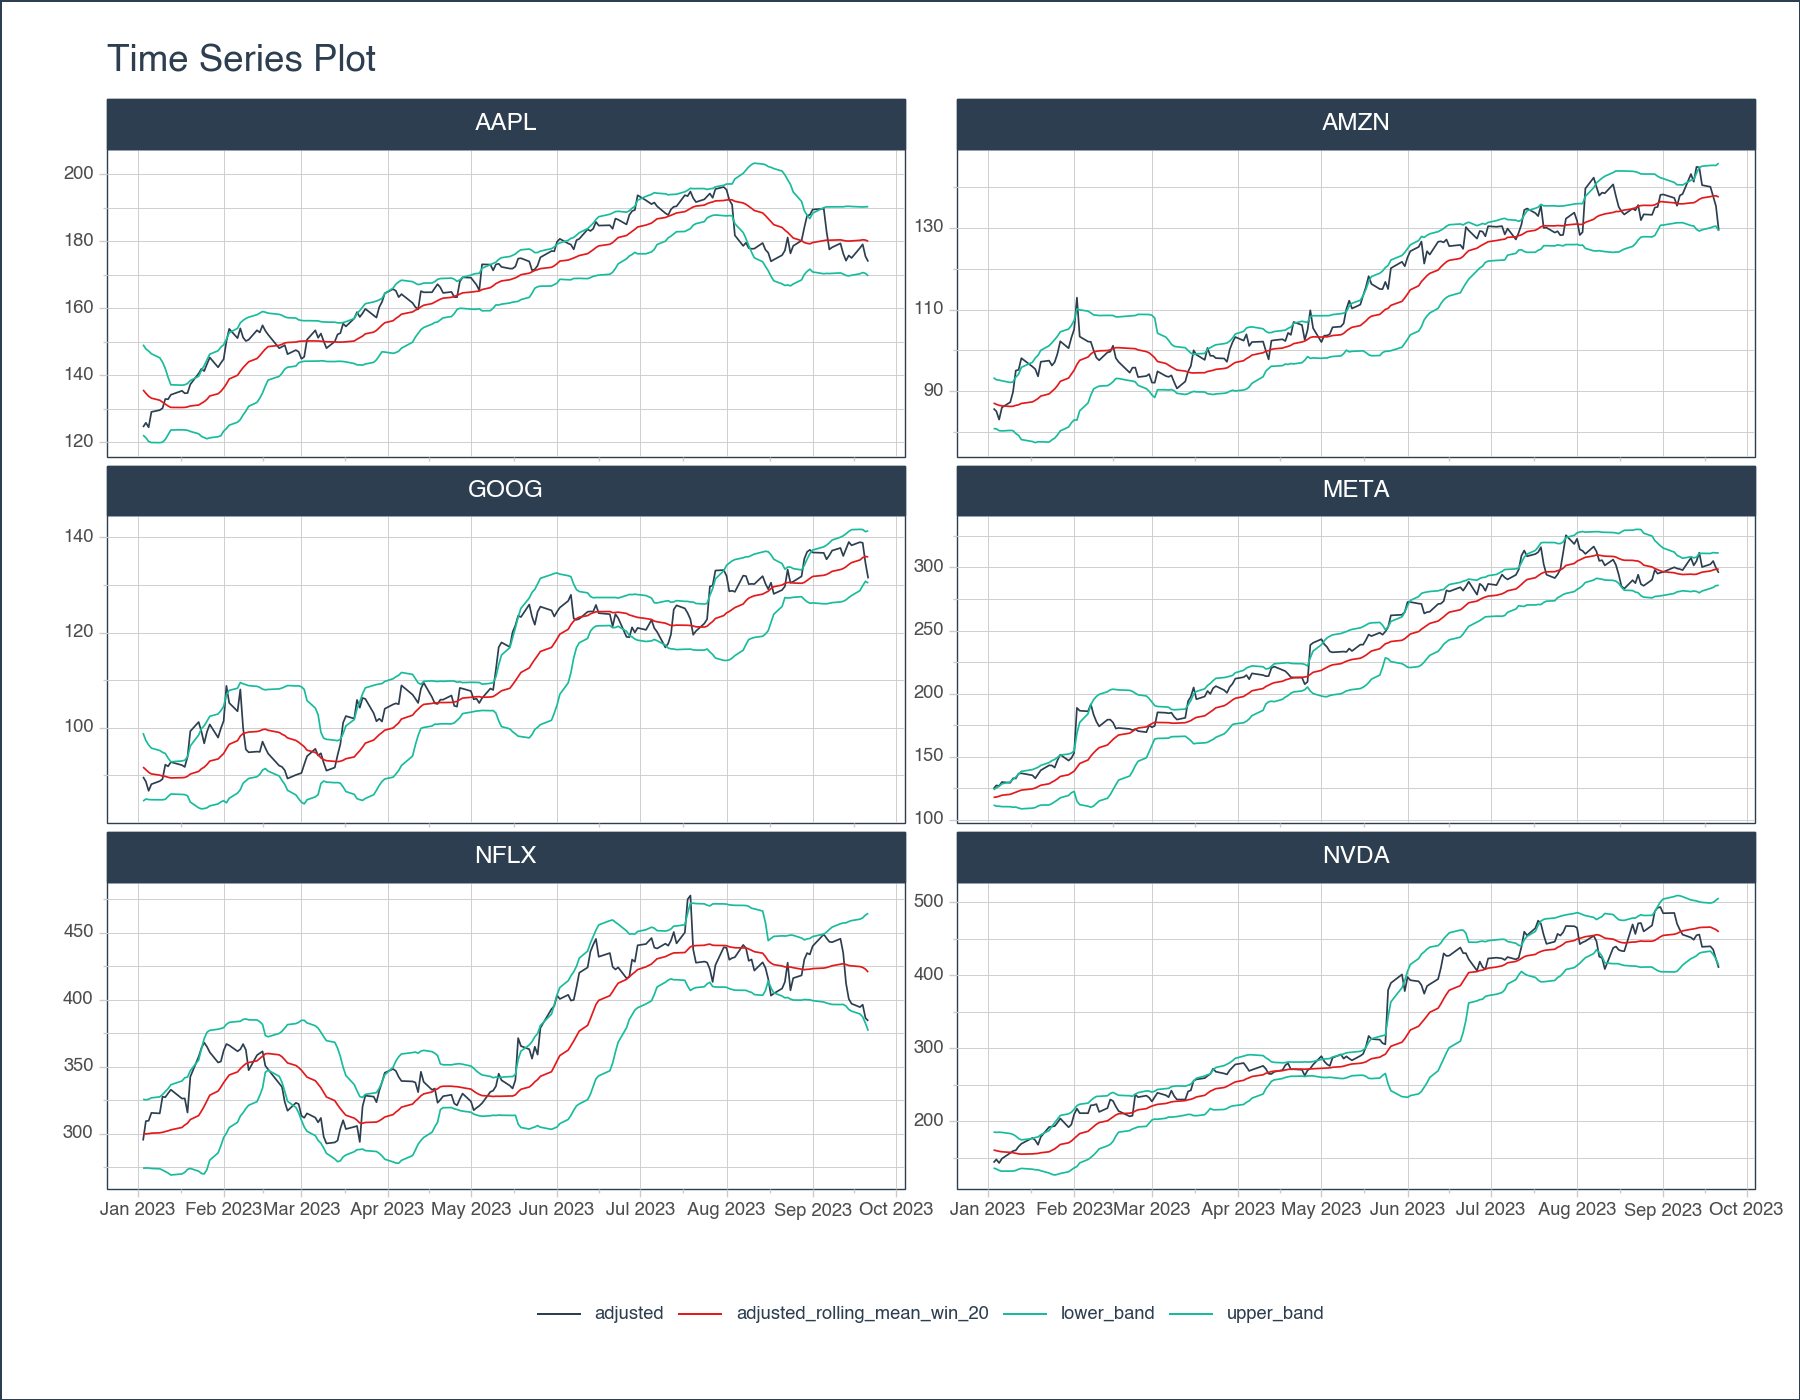 Time Series Plot
AAPL
AMZN
200
180
160
140
120
130
110
90
GOOG
META
140
120
100
300
250
200
150
100
NFLX
NVDA
450
400
350
300
500
400
300
200
Jan 2023 Feb 2023 Mar 2023 Apr 2023 May 2023 Jun 2023 Jul 2023 Aug 2023 Sep 2023 Oct 2023
Jan 2023 Feb 2023 Mar 2023 Apr 2023 May 2023 Jun 2023 Jul 2023 Aug 2023 Sep 2023 Oct 2023
adjusted adjusted_rolling_mean_win_20 lower_band upper_band